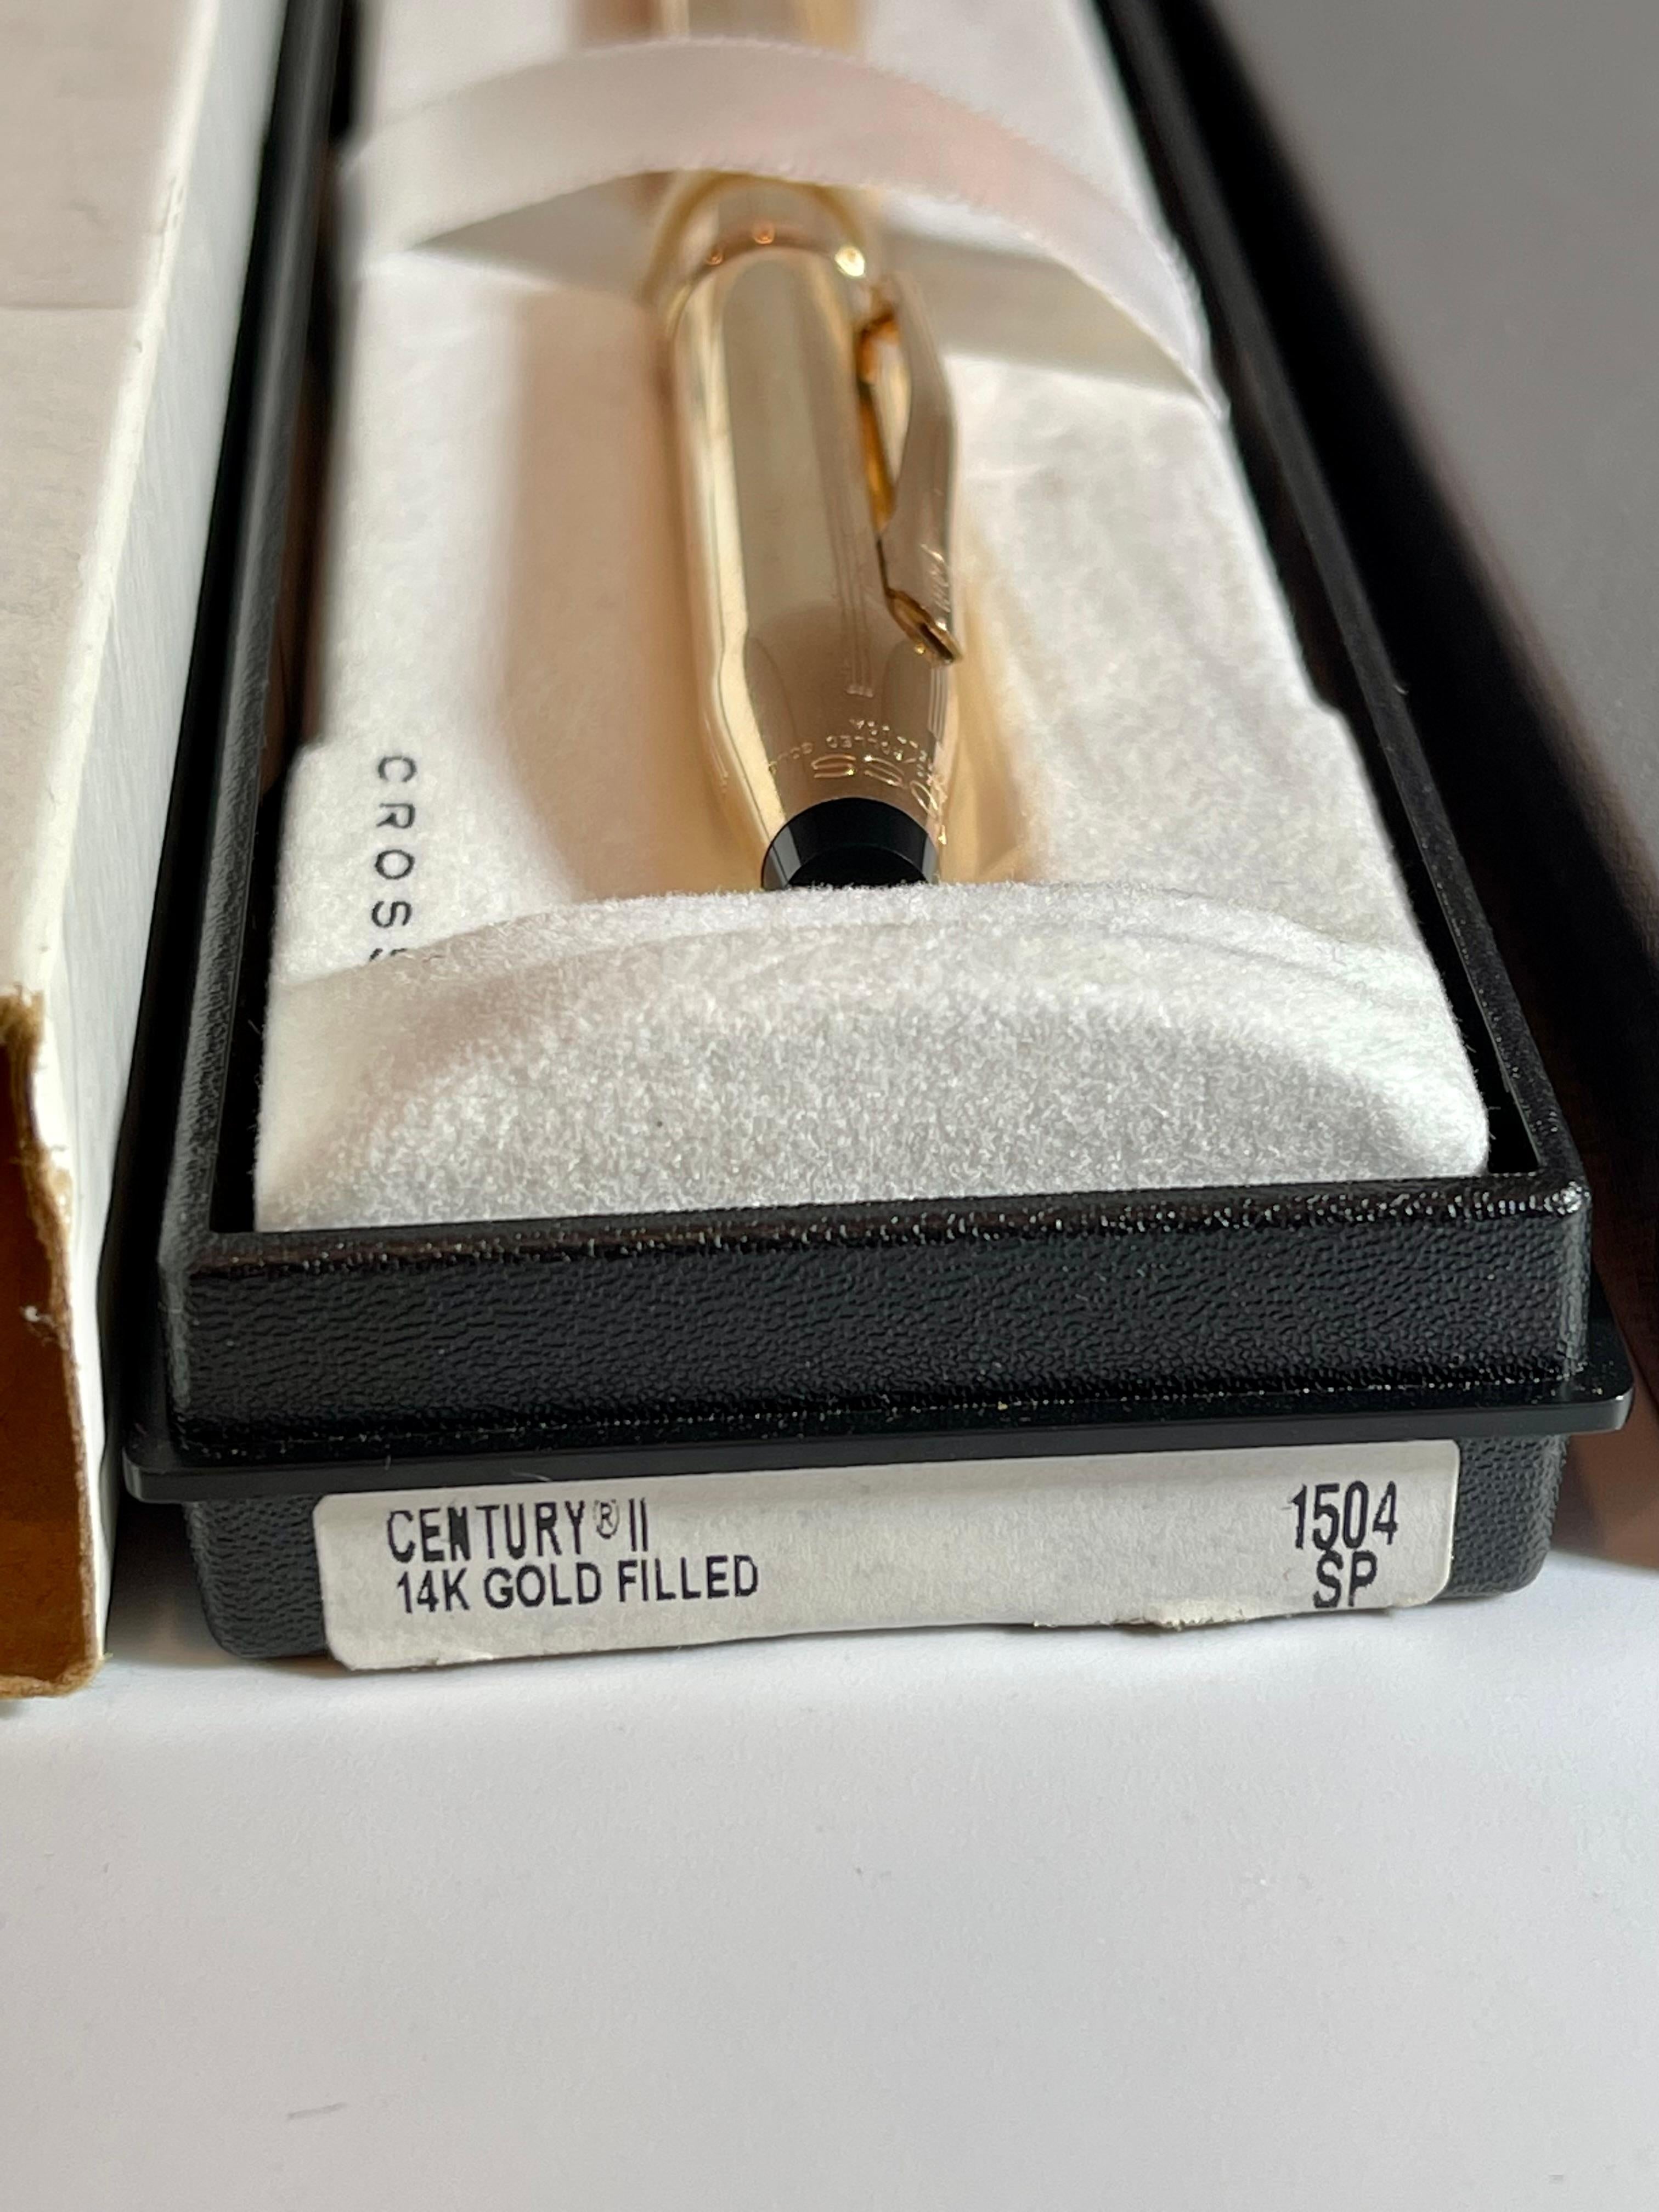 CROSS
CENTURY® II
14K GOLD FILLED
1504
SP